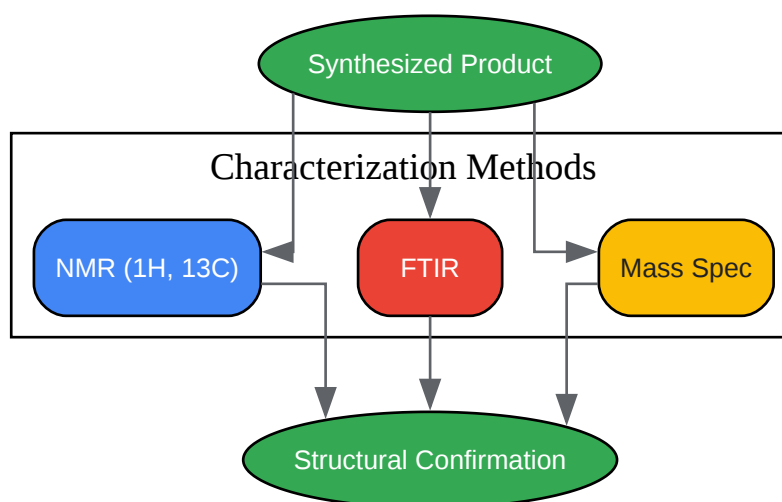 Synthesized Product
Characterization Methods
NMR (1H, 13C)
FTIR
Mass Spec
Structural Confirmation